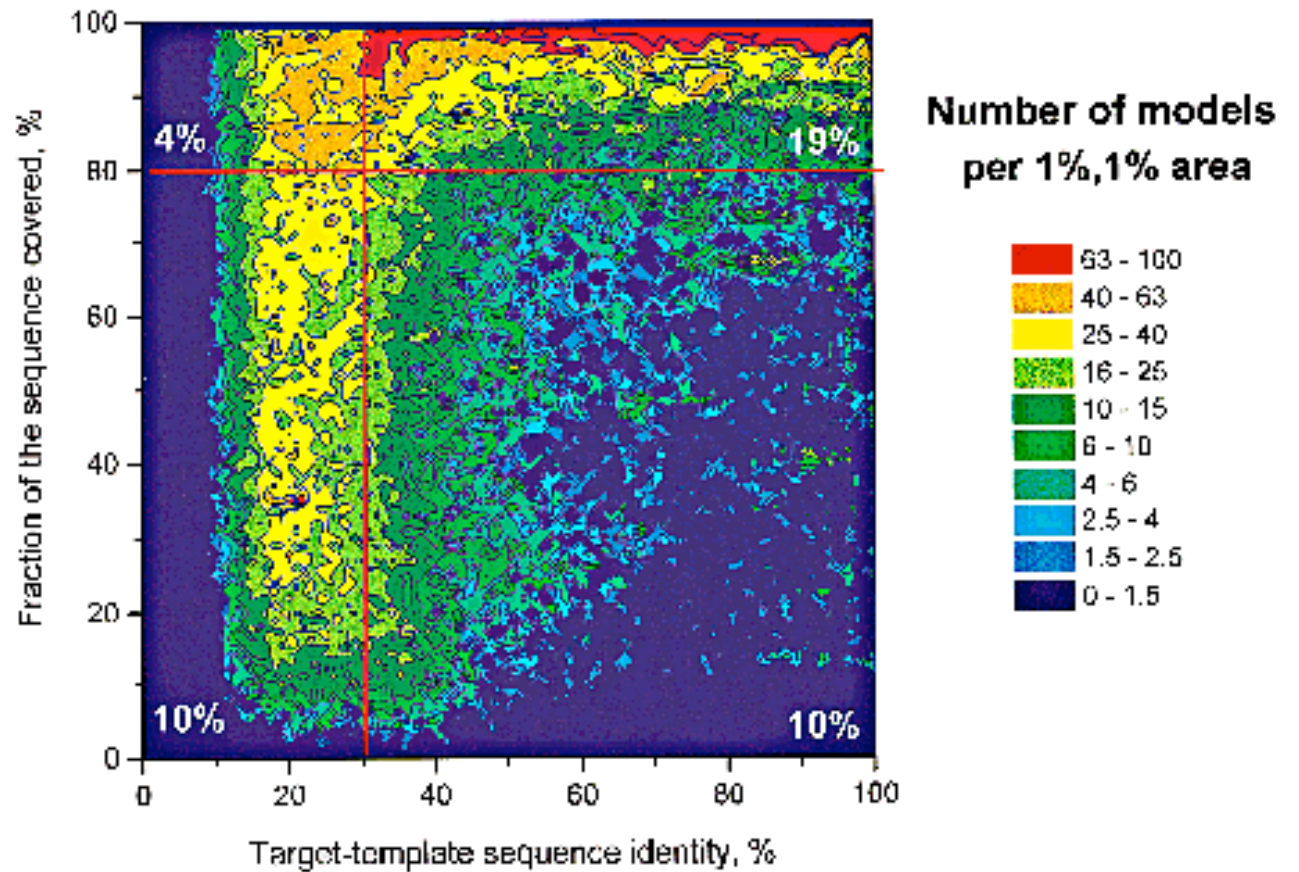 100
80
60
40
20
0
Fraction of the sequence covered, %
4%
19%
10%
10%
0
20
40
60
80
100
Target-template sequence identity, %
Number of models
per 1%,1% area
63 - 100
40 - 63
25 - 40
16 - 25
10 - 15
6 - 10
4 - 6
2.5 - 4
1.5 - 2.5
0 - 1.5